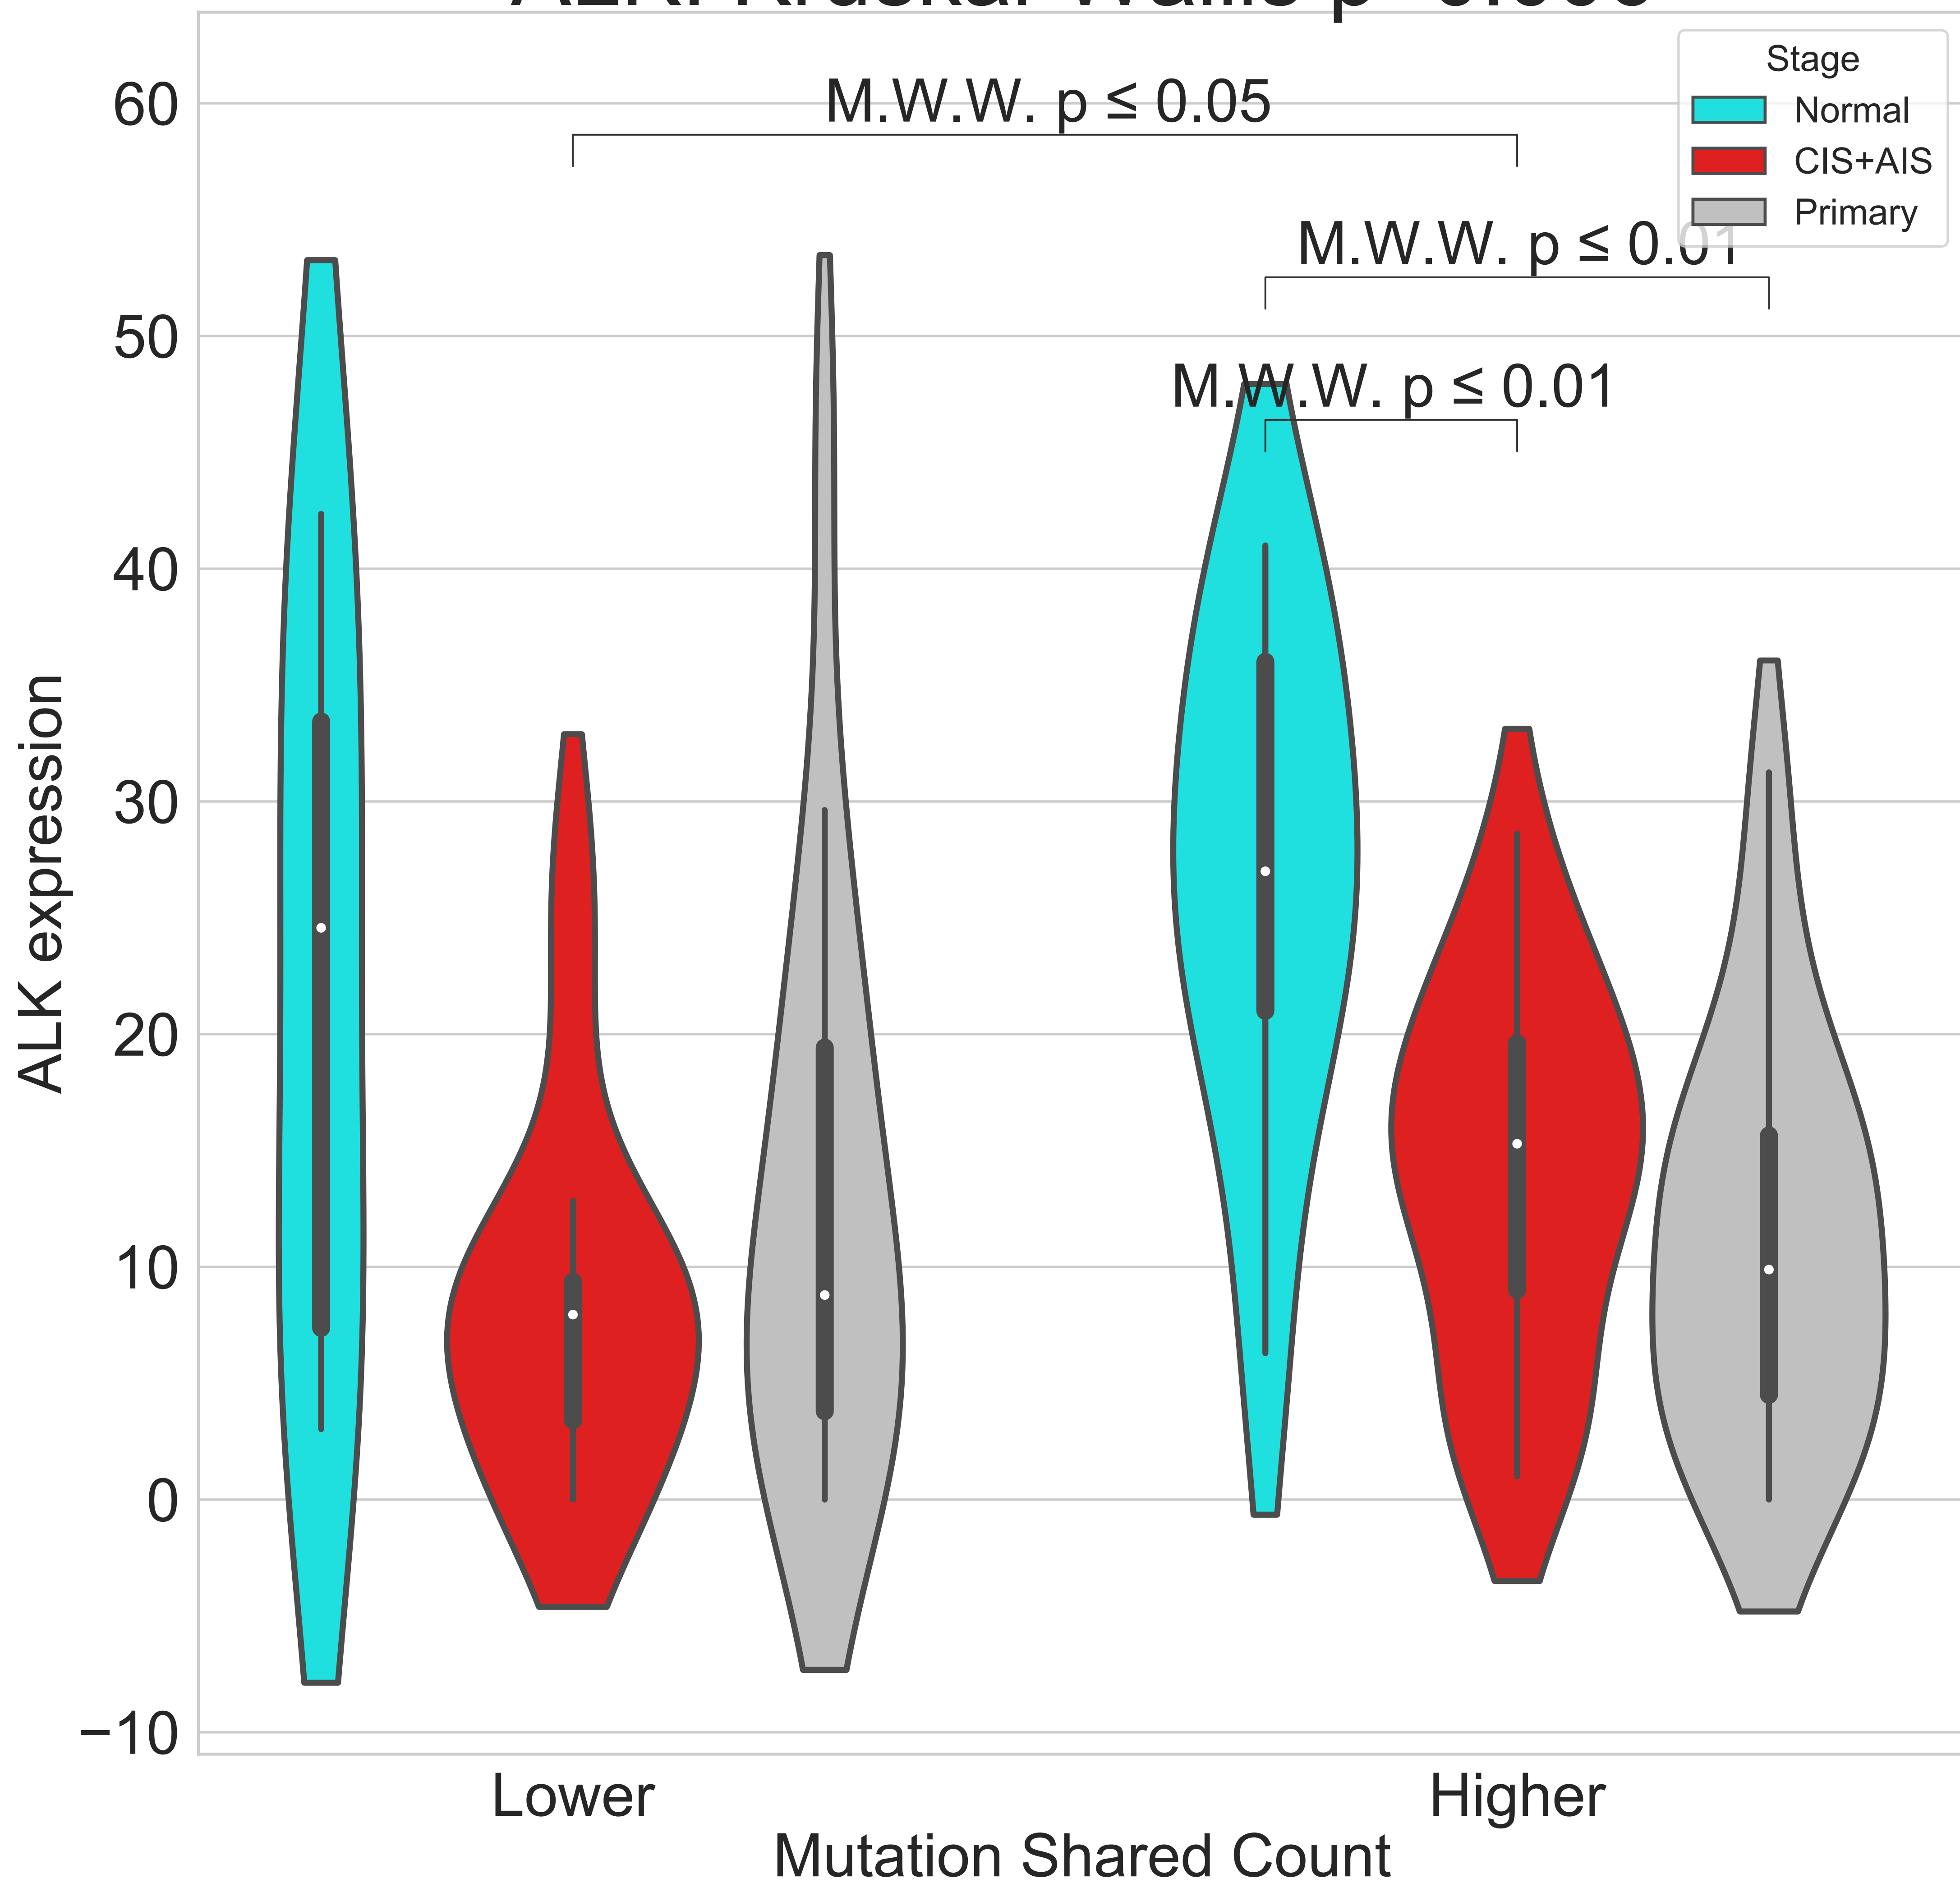 60
50
40
30
20
10
0
−10
ALK expression
M.W.W. p ≤ 0.05
M.W.W. p ≤ 0.01
M.W.W. p ≤ 0.01
Stage
Normal
CIS+AIS
Primary
Lower
Higher
Mutation Shared Count